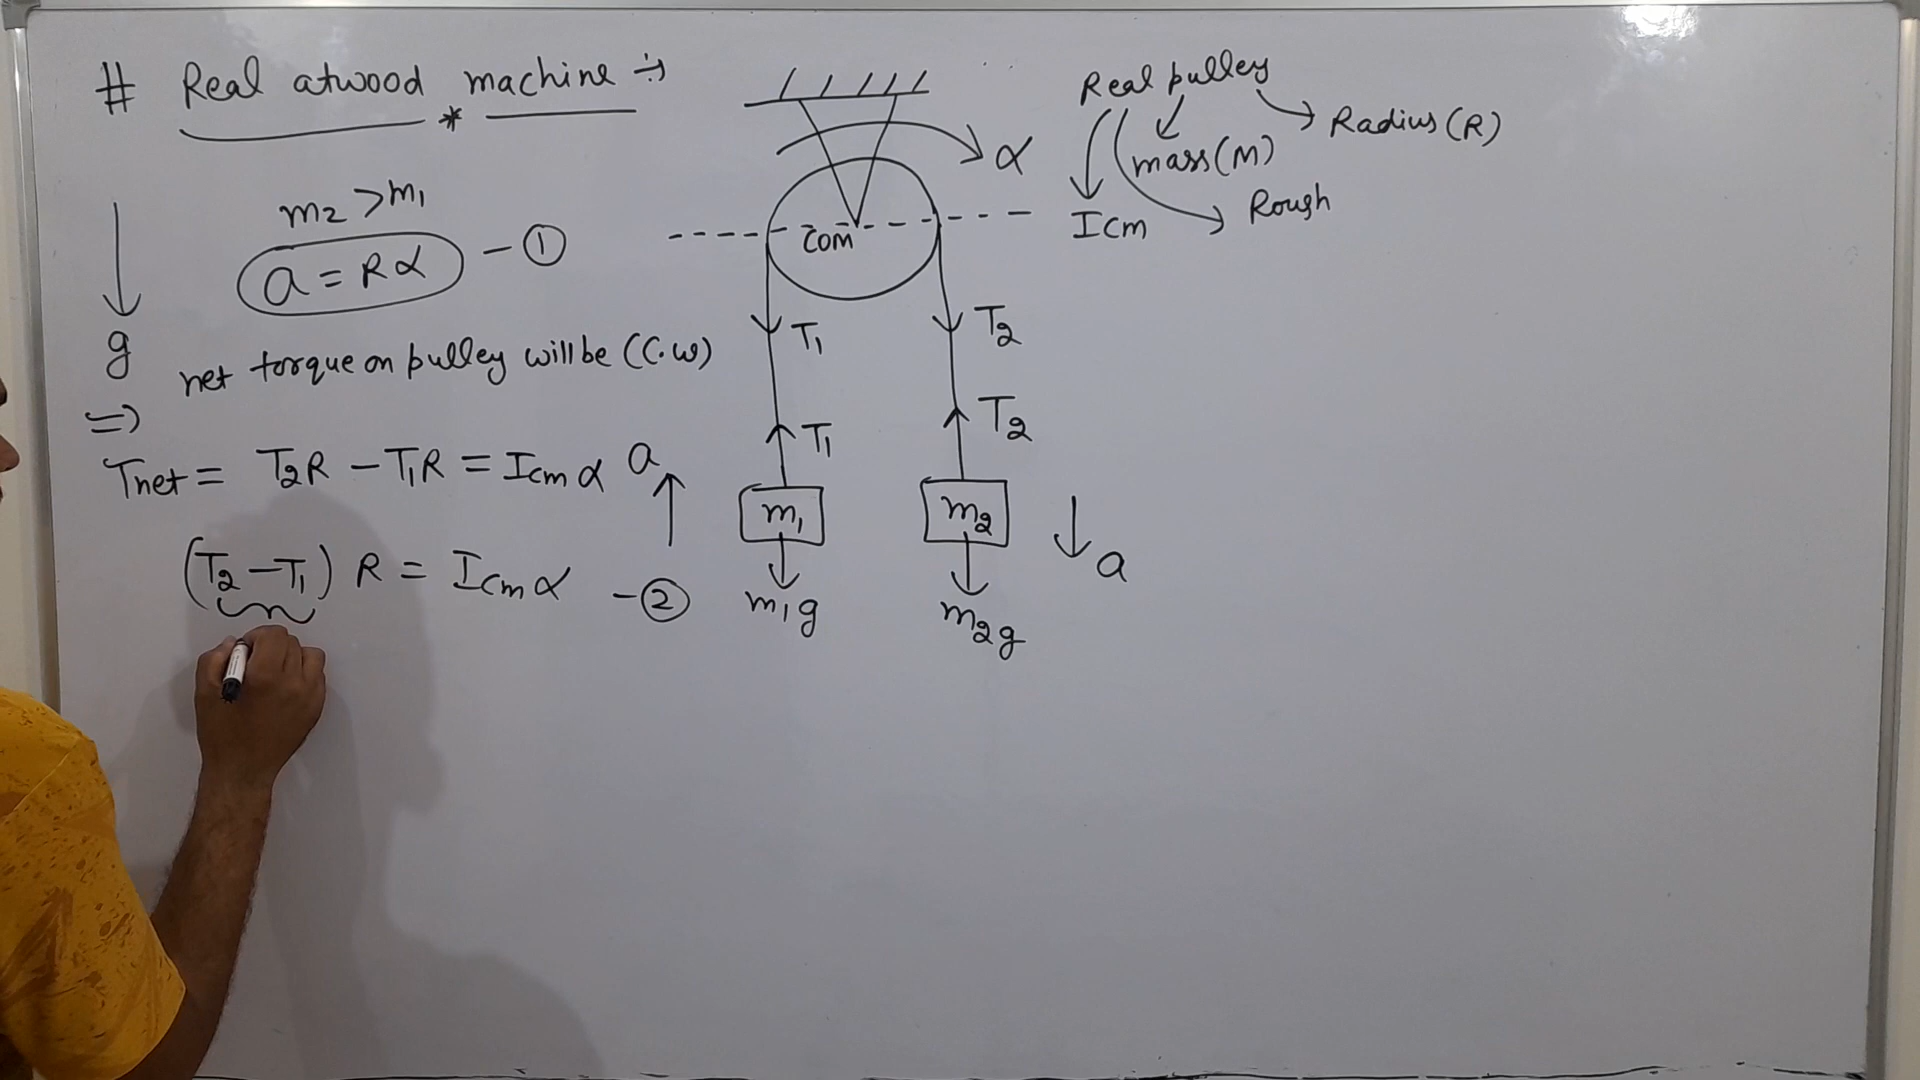 # Real atwood machine :→
*
m₂ > m₁
a = Rα — ①
g
net torque on pulley will be (C.W)
⇒
τnet = T₂R − T₁R = Icm α
(T₂ − T₁) R = Icm α − ②
α
COM
T₁ T₂
T₁ T₂
a
m₁ m₂
a
m₁g m₂g
Real pulley
Radius (R)
mass (M)
Rough
Icm